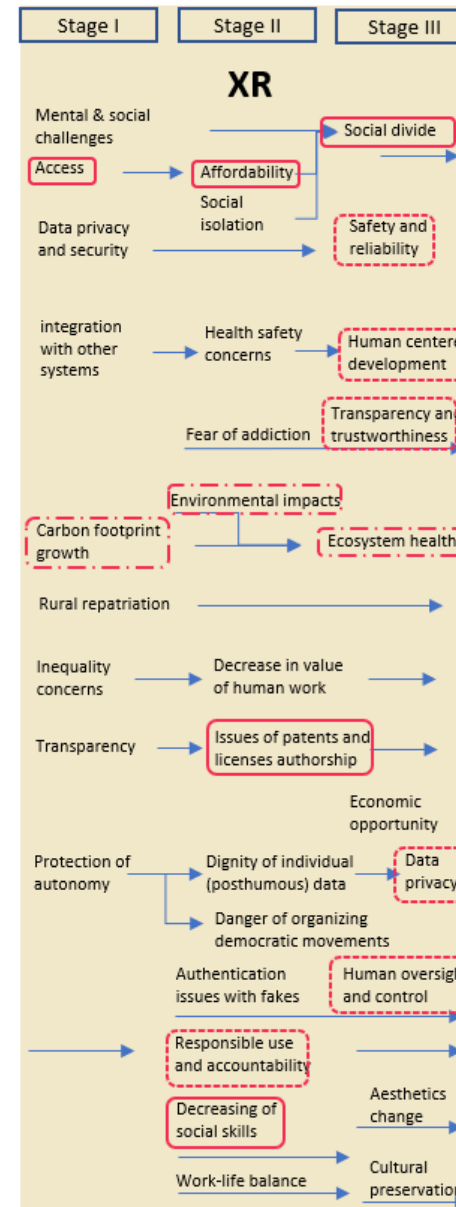 Stage I
Stage II
Stage III
XR
Mental & social
challenges
Social divide
Access
Affordability
Social
isolation
Data privacy
and security
Safety and
reliability
integration
with other
systems
Health safety
concerns
Human centere
development
Transparency and
trustworthiness
Fear of addiction
Environmental impacts
Carbon footprint
growth
Ecosystem health
Rural repatriation
Inequality
concerns
Decrease in value
of human work
Transparency
Issues of patents and
licenses authorship
Economic
opportunity
Protection of
autonomy
Dignity of individual
(posthumous) data
Data
privacy
Danger of organizing
democratic movements
Authentication
issues with fakes
Human oversigh
and control
Responsible use
and accountability
Decreasing of
social skills
Aesthetics
change
Work-life balance
Cultural
preservation